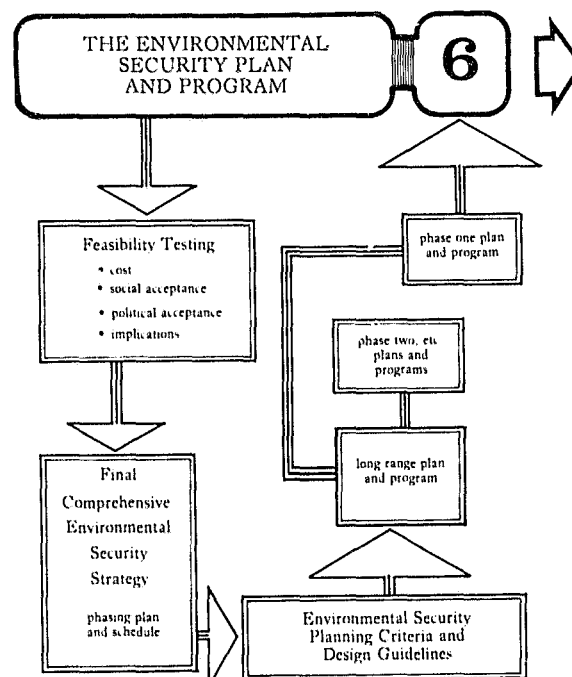 THE ENVIRONMENTAL
SECURITY PLAN
AND PROGRAM
6
Feasibility Testing
• cost
• social acceptance
• political acceptance
• implications
Final
Comprehensive
Environmental
Security
Strategy
phasing plan
and schedule
Environmental Security
Planning Criteria and
Design Guidelines
long range plan
and program
phase two, etc
plans and
programs
phase one plan
and program